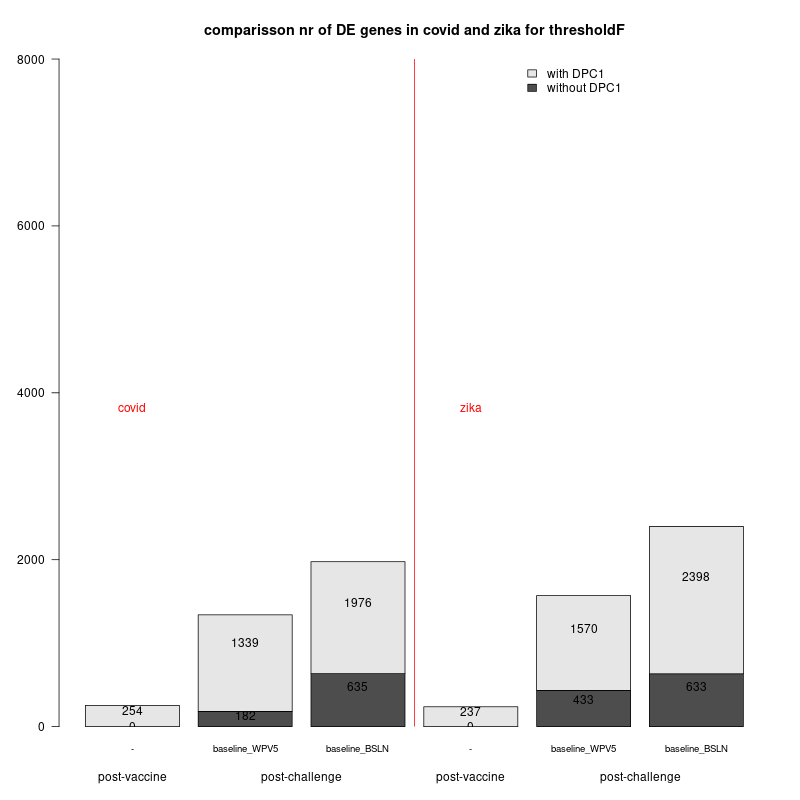 comparisson nr of DE genes in covid and zika for thresholdF
8000
6000
4000
2000
0
with DPC1
without DPC1
covid
zika
254
0
1339
182
1976
635
237
0
1570
433
2398
633
-
baseline_WPV5
baseline_BSLN
-
baseline_WPV5
baseline_BSLN
post-vaccine
post-challenge
post-vaccine
post-challenge